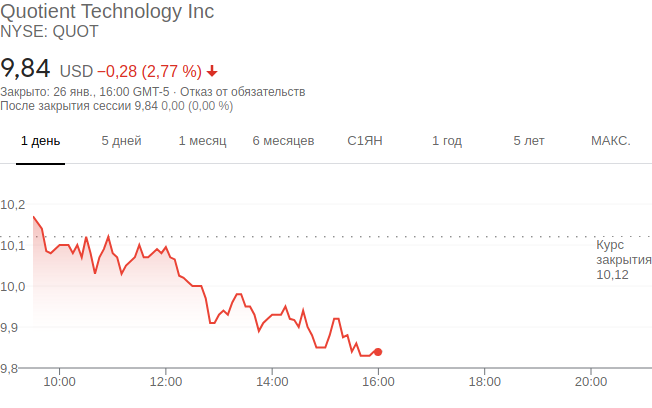 Quotient Technology Inc
NYSE: QUOT
9,84 USD −0,28 (2,77 %)
Закрыто: 26 янв., 16:00 GMT-5 · Отказ от обязательств
После закрытия сессии 9,84 0,00 (0,00 %)
1 день 5 дней 1 месяц 6 месяцев С1ЯН 1 год 5 лет МАКС.
10,2
10,1
Курс
закрытия
10,12
10,0
9,9
9,8
10:00 12:00 14:00 16:00 18:00 20:00